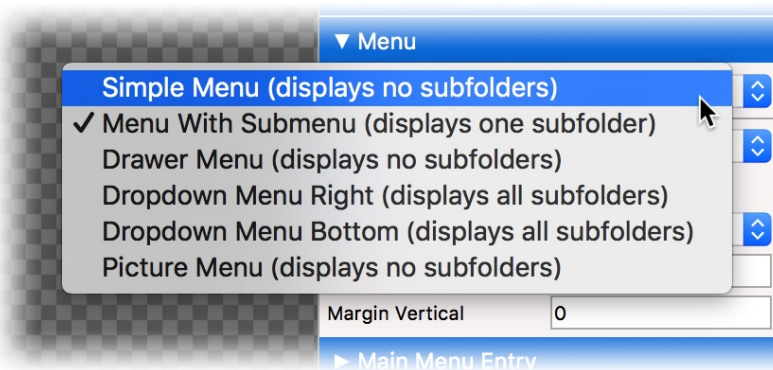 ▼ Menu
Simple Menu (displays no subfolders)
✓ Menu With Submenu (displays one subfolder)
Drawer Menu (displays no subfolders)
Dropdown Menu Right (displays all subfolders)
Dropdown Menu Bottom (displays all subfolders)
Picture Menu (displays no subfolders)
Margin Vertical 0
► Main Menu Entry